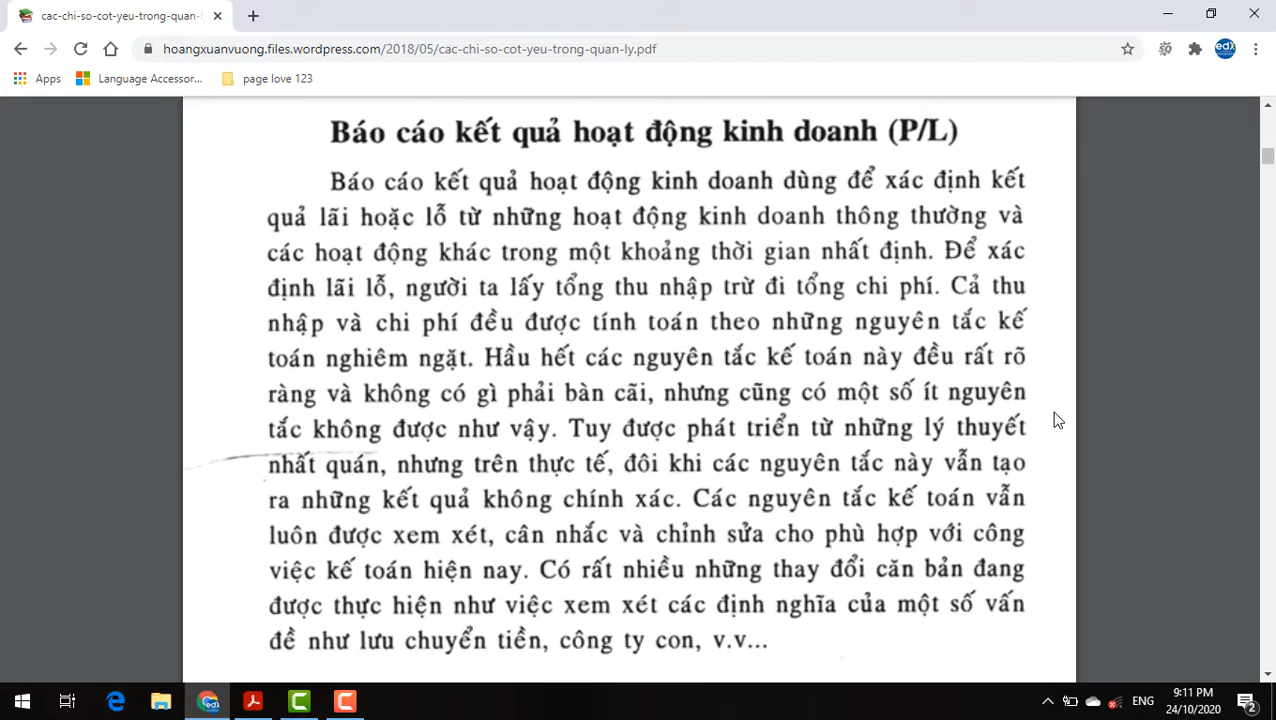 cac-chi-so-cot-yeu-trong-quan-l
hoangxuanvuong.files.wordpress.com/2018/05/cac-chi-so-cot-yeu-trong-quan-ly.pdf
edX
Apps
Language Accessor...
page love 123
Báo cáo kết quả hoạt động kinh doanh (P/L)
Báo cáo kết quả hoạt động kinh doanh dùng để xác định kết
quả lãi hoặc lỗ từ những hoạt động kinh doanh thông thường và
các hoạt động khác trong một khoảng thời gian nhất định. Để xác
định lãi lỗ, người ta lấy tổng thu nhập trừ đi tổng chi phí. Cả thu
nhập và chi phí đều được tính toán theo những nguyên tắc kế
toán nghiêm ngặt. Hầu hết các nguyên tắc kế toán này đều rất rõ
ràng và không có gì phải bàn cãi, nhưng cũng có một số ít nguyên
tắc không được như vậy. Tuy được phát triển từ những lý thuyết
nhất quán, nhưng trên thực tế, đôi khi các nguyên tắc này vẫn tạo
ra những kết quả không chính xác. Các nguyên tắc kế toán vẫn
luôn được xem xét, cân nhắc và chỉnh sửa cho phù hợp với công
việc kế toán hiện nay. Có rất nhiều những thay đổi căn bản đang
được thực hiện như việc xem xét các định nghĩa của một số vấn
đề như lưu chuyển tiền, công ty con, v.v...
ENG
9:11 PM
24/10/2020
2